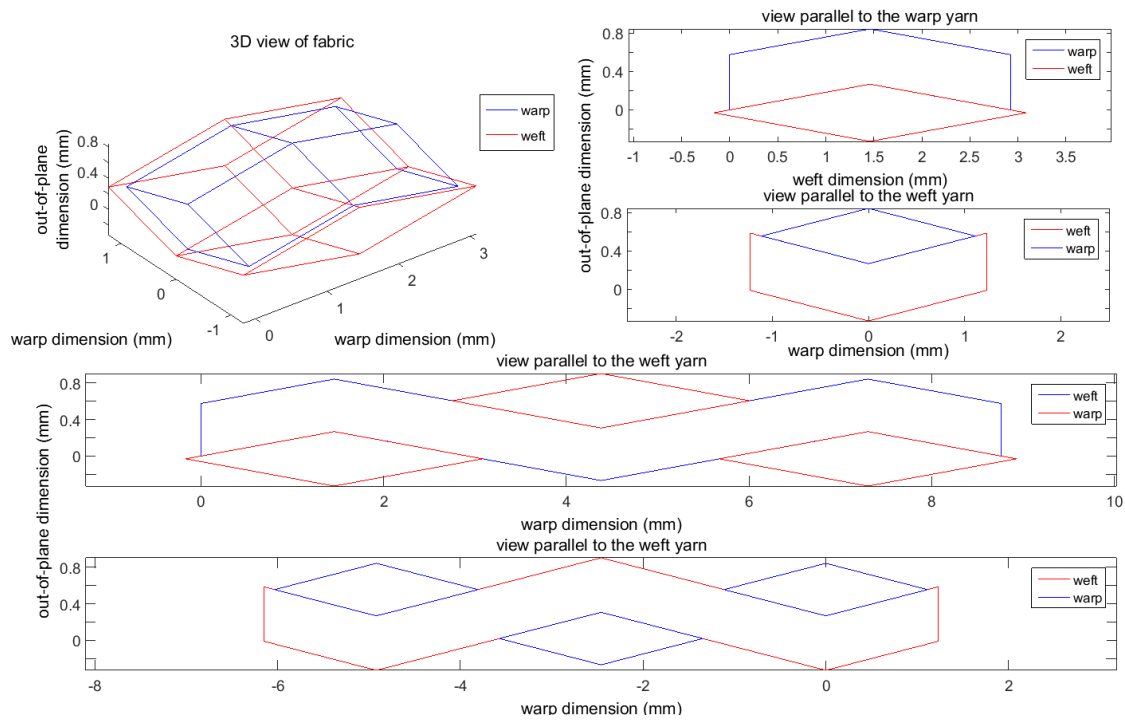 3D view of fabric
warp
weft
out-of-plane
dimension (mm)
0.8
0.4
0
1
0
-1
0
1
2
3
warp dimension (mm)
warp dimension (mm)
view parallel to the warp yarn
warp
weft
0.8
0.4
0
-1
-0.5
0
0.5
1
1.5
2
2.5
3
3.5
weft dimension (mm)
out-of-plane dimension (mm)
view parallel to the weft yarn
weft
warp
0.8
0.4
0
-2
-1
0
1
2
warp dimension (mm)
view parallel to the weft yarn
weft
warp
0.8
0.4
0
0
2
4
6
8
10
warp dimension (mm)
out-of-plane dimension (mm)
view parallel to the weft yarn
weft
warp
0.8
0.4
0
-8
-6
-4
-2
0
2
warp dimension (mm)